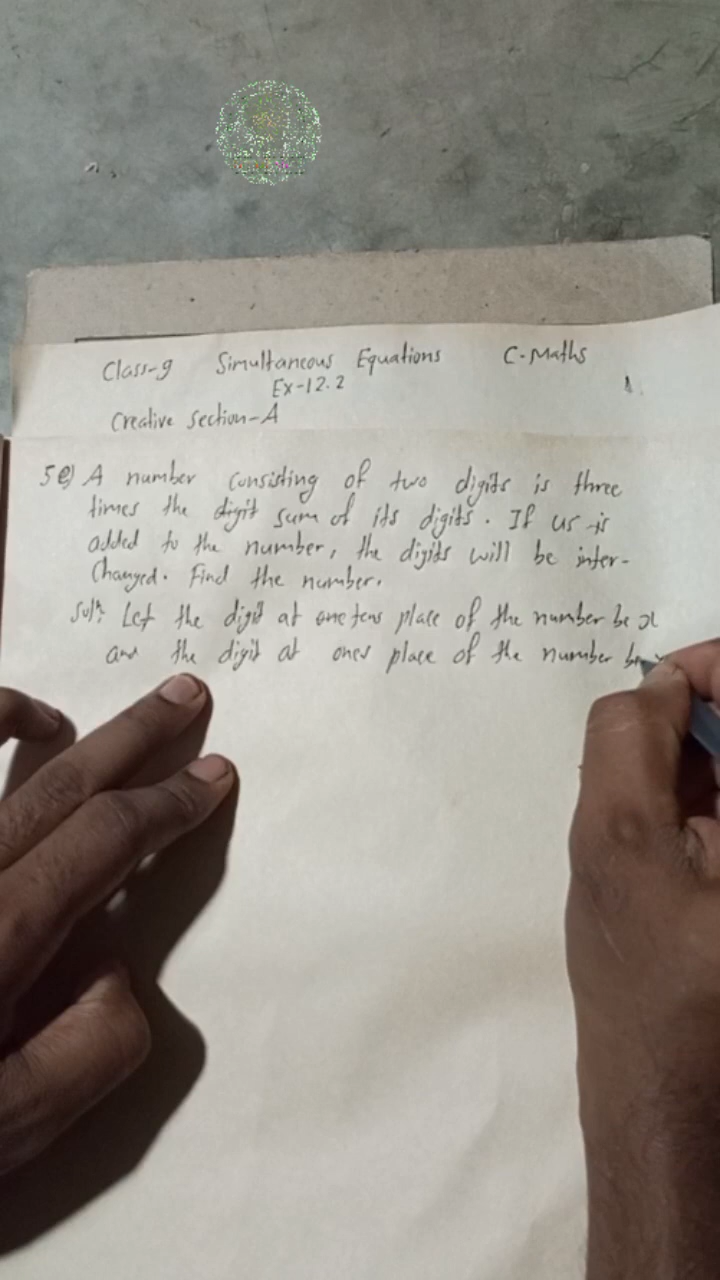 Class-9 Simultaneous Equations C-Maths
Ex-12.2
Creative Section-A
5e) A number consisting of two digits is three
times the digit sum of its digits. If us is
added to the number, the digits will be inter-
changed. Find the number.
Solⁿ: Let the digit at one tens place of the number be x
and the digit at ones place of the number be